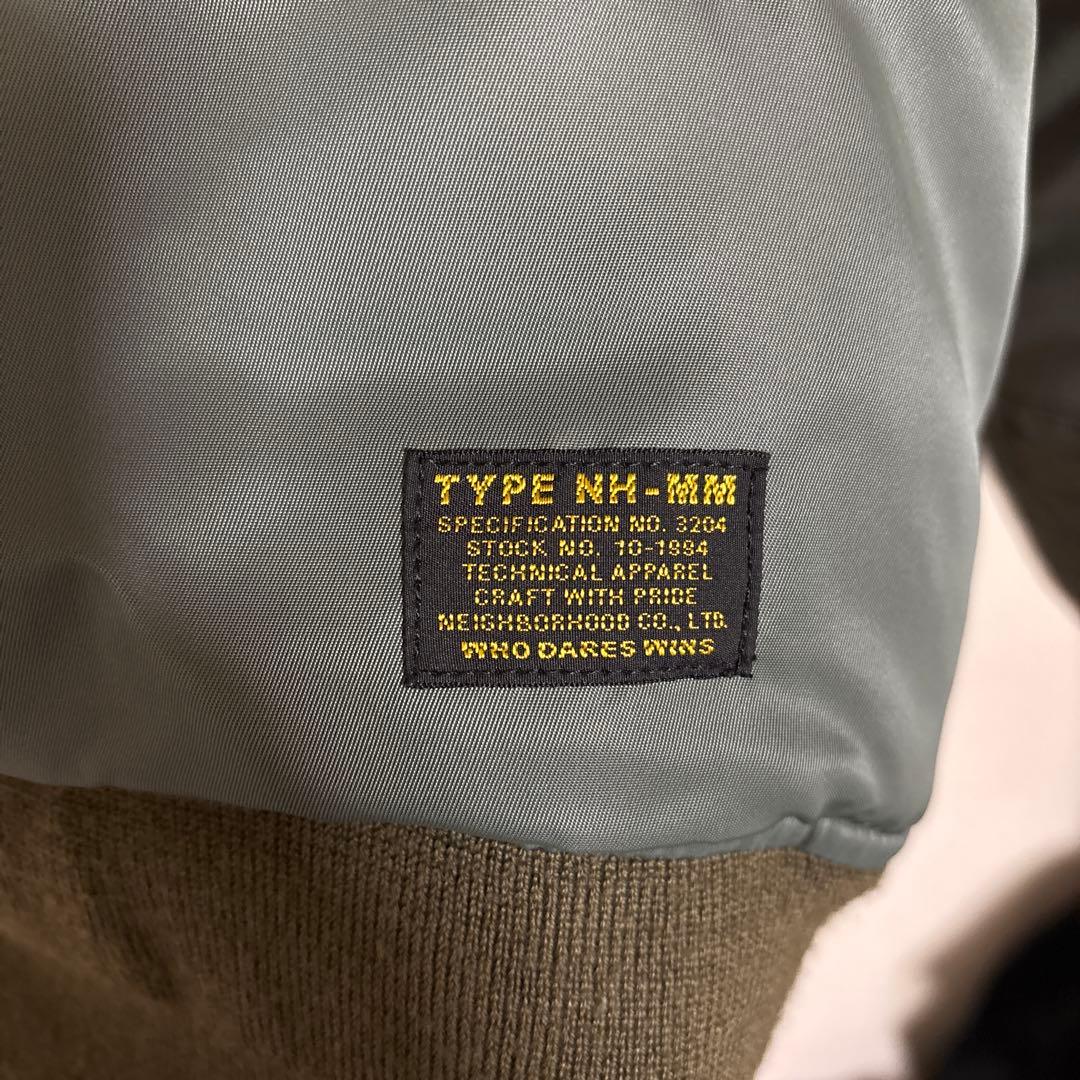 TYPE NH-MM
SPECIFICATION NO. 3204
STOCK NO. 10-1994
TECHNICAL APPAREL
CRAFT WITH PRIDE
NEIGHBORHOOD CO., LTD.
WHO DARES WINS